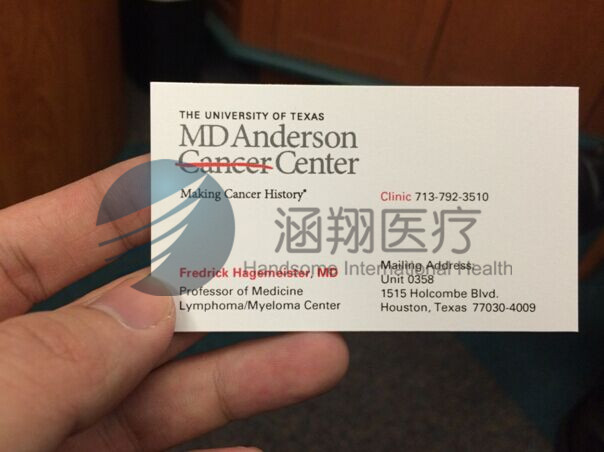 THE UNIVERSITY OF TEXAS
MD Anderson
Cancer Center
Making Cancer History®
Clinic 713-792-3510
涵翔医疗
Handsome International Health
Fredrick Hagemeister, MD
Professor of Medicine
Lymphoma/Myeloma Center
Mailing Address:
Unit 0358
1515 Holcombe Blvd.
Houston, Texas 77030-4009